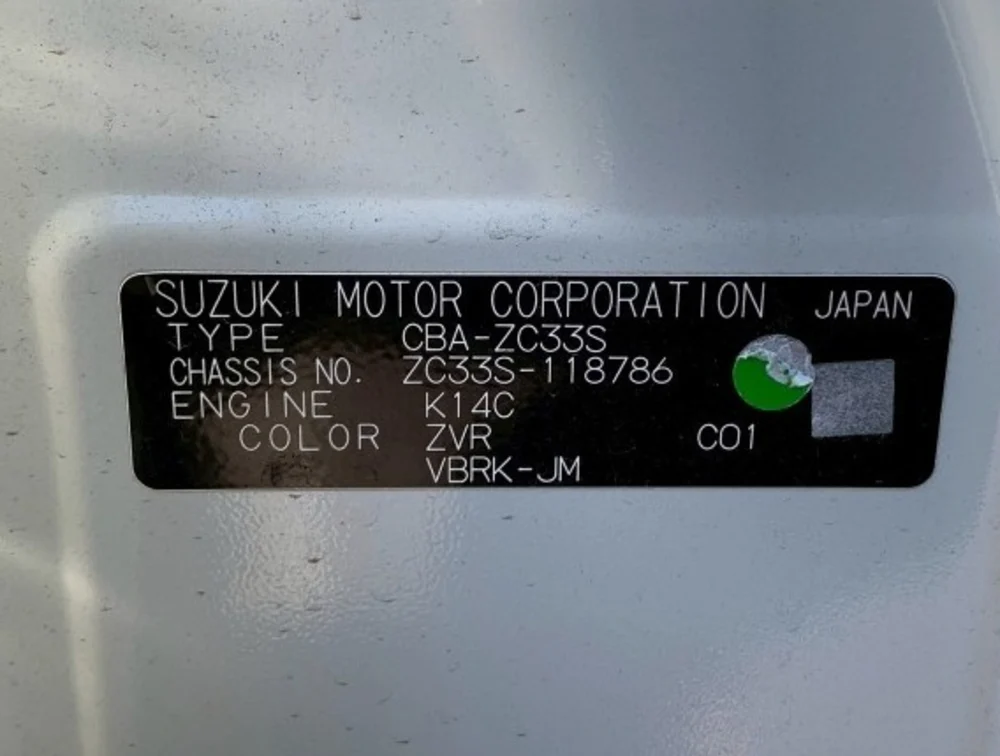 SUZUKI MOTOR CORPORATION JAPAN
TYPE CBA-ZC33S
CHASSIS NO. ZC33S-118786
ENGINE K14C
COLOR ZVR C01
VBRK-JM